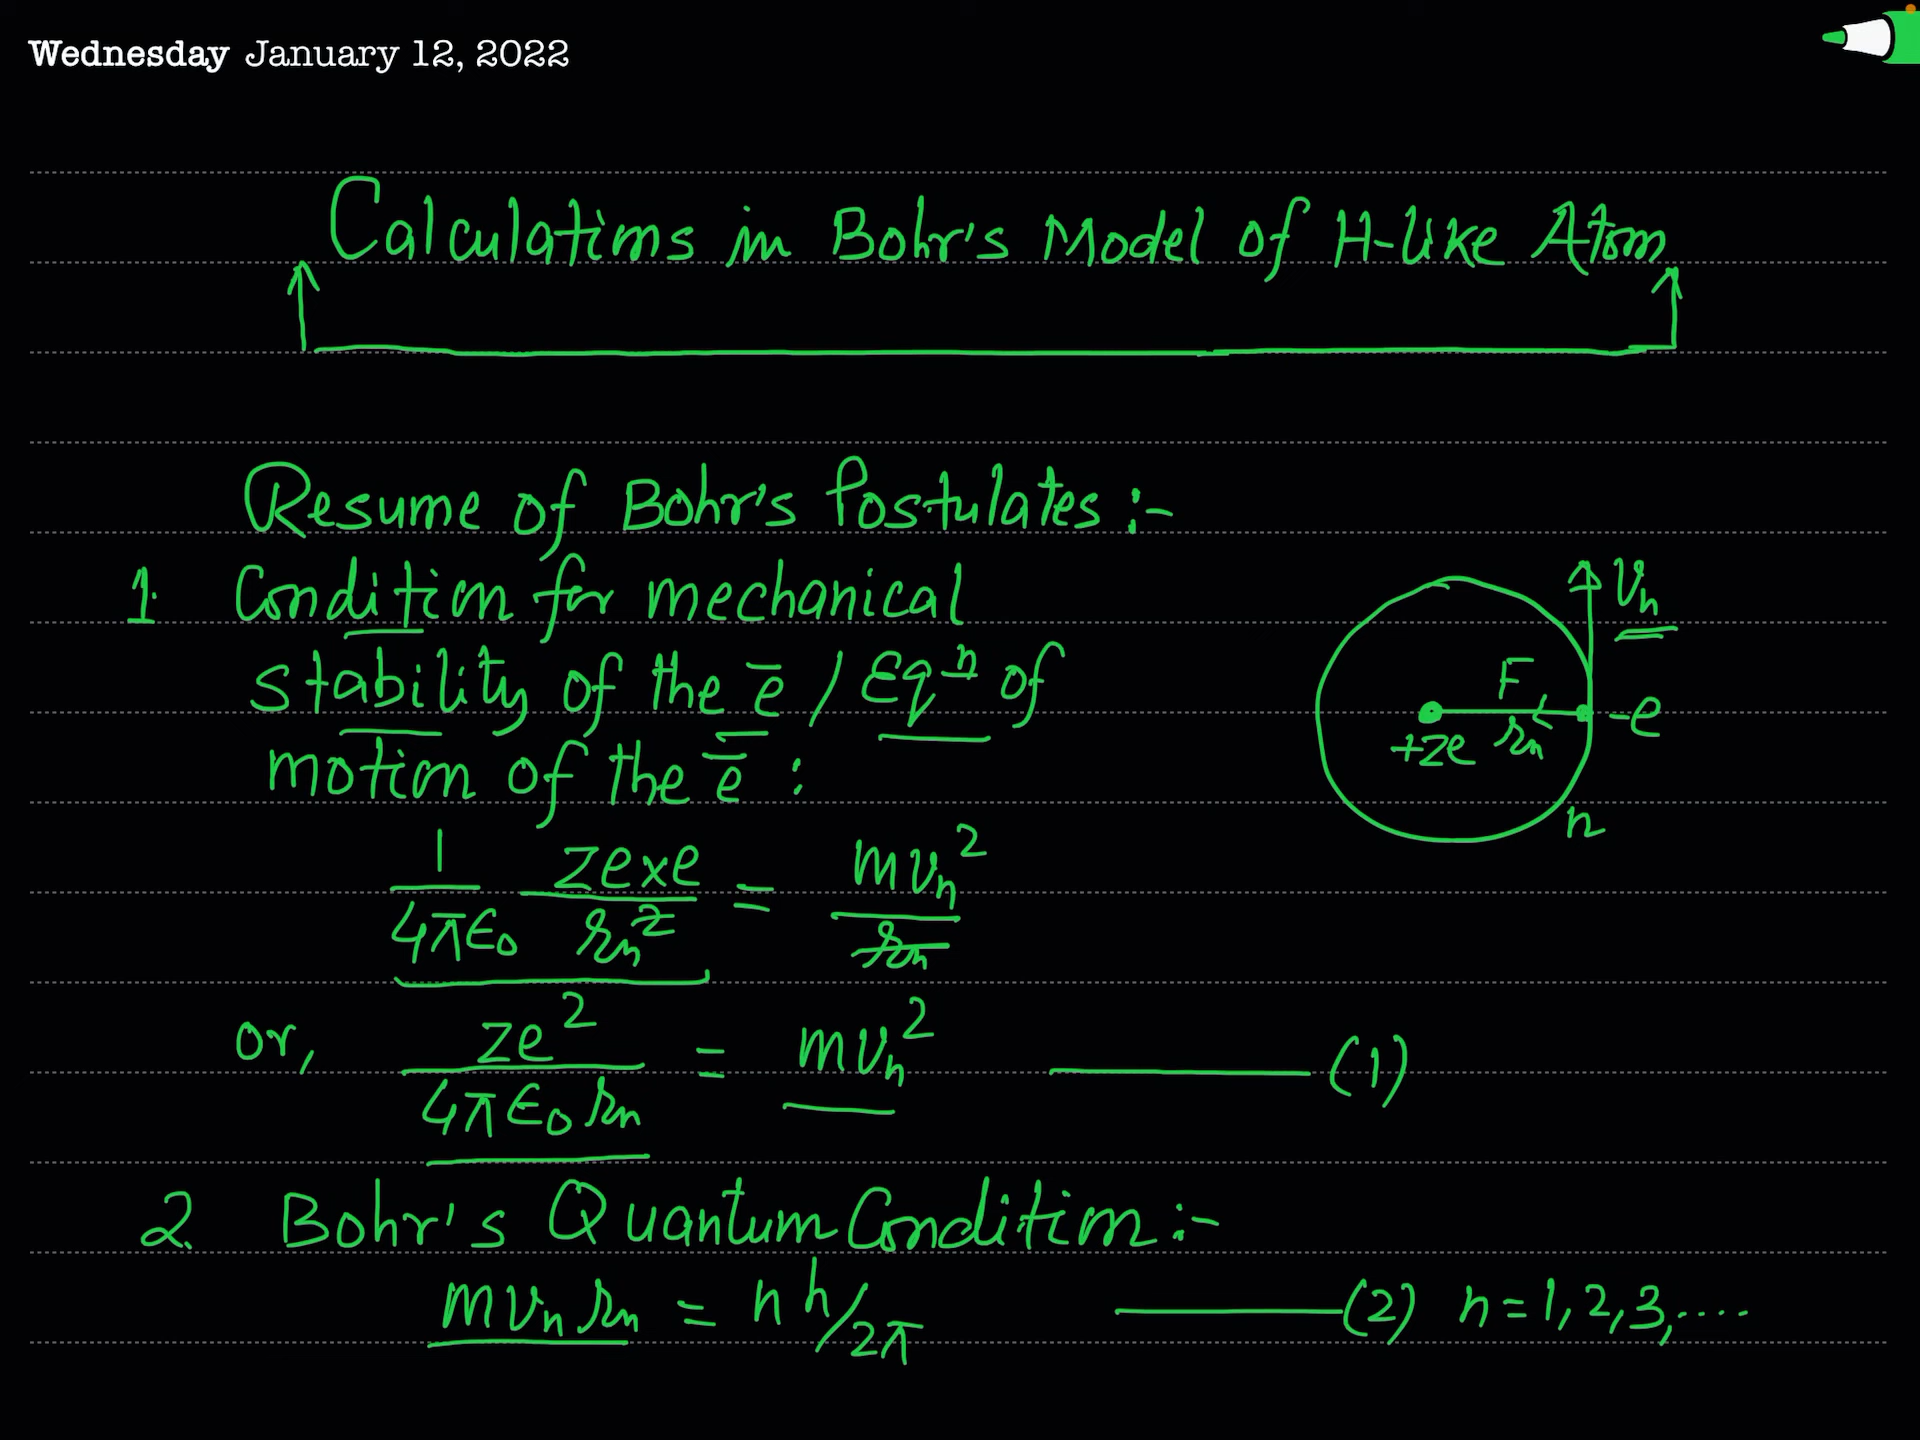 Wednesday January 12, 2022
Calculations in Bohr's Model of H-like Atom
Resume of Bohr's Postulates :-
1. Condition for mechanical
stability of the e̅ / Eqⁿ of
motion of the e̅ :
Vₙ
F
-e
+ze rₙ
n
1/4πϵ₀ zexe/rₙ² = mvₙ²/rₙ
or, ze²/4πϵ₀rₙ = mvₙ² (1)
2. Bohr's Quantum Condition :-
mvₙrₙ = nh/2π (2) n=1,2,3,....